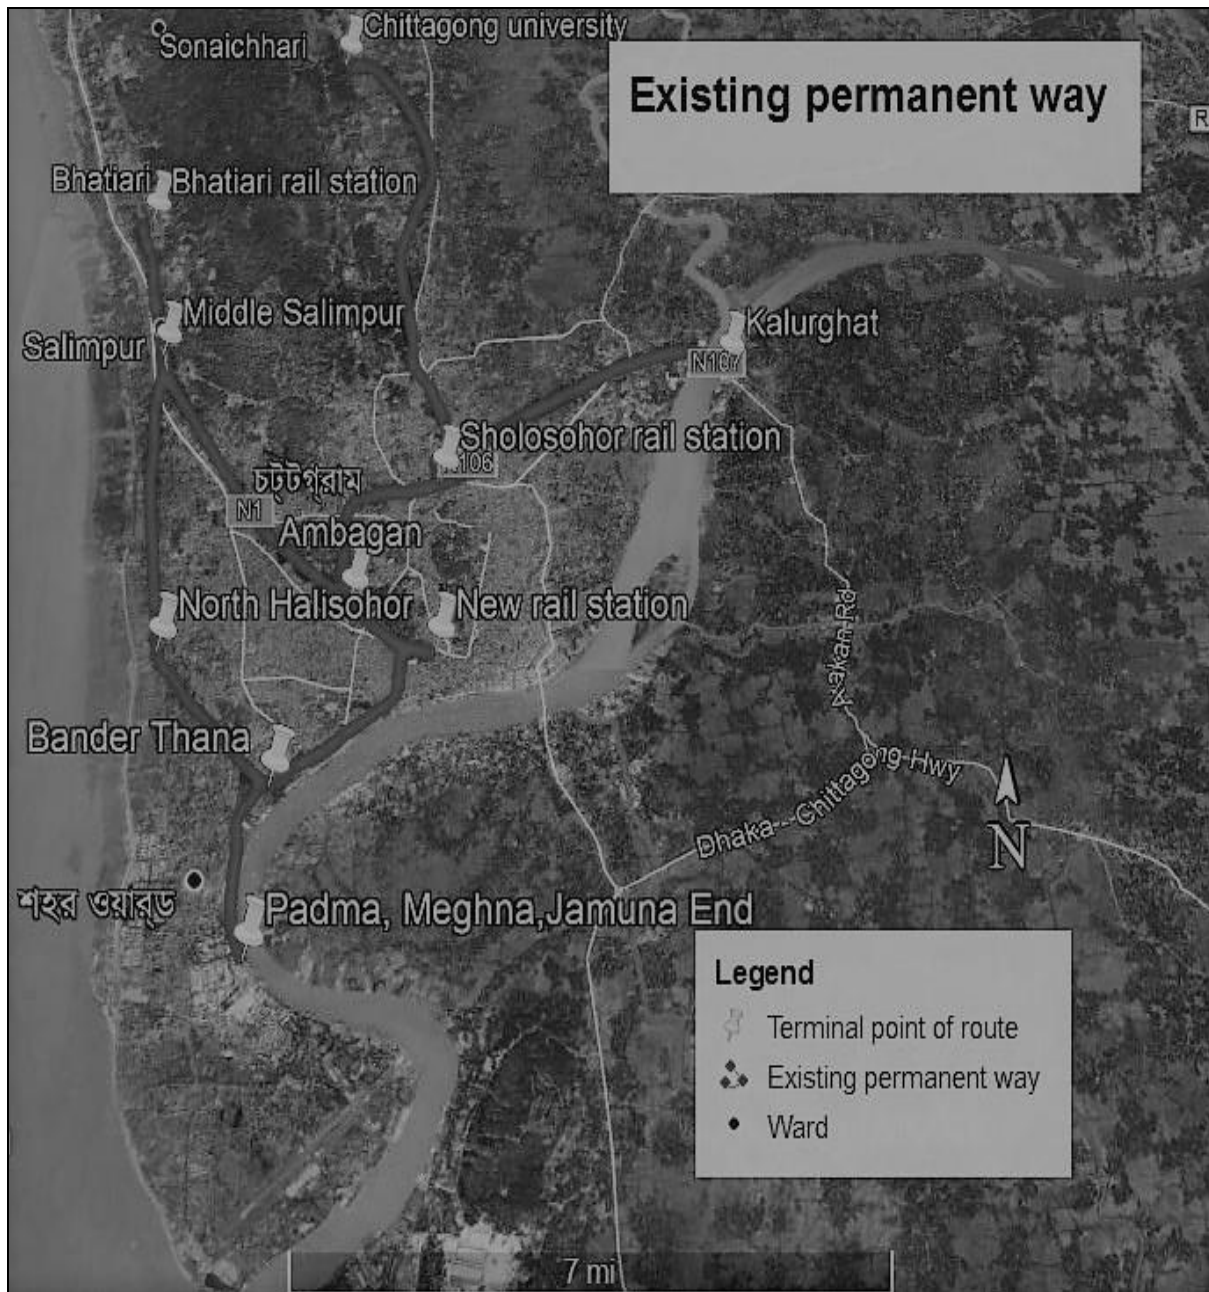 Chittagong university
Sonaichhari
Existing permanent way
R
Bhatiari
Bhatiari rail station
Middle Salimpur
Salimpur
Kalurghat
N107
Sholosohor rail station
N106
চট্টগ্রাম
N1
Ambagan
North Halisohor
New rail station
Arakan Rd
Bander Thana
Dhaka - Chittagong Hwy
N
শহর ওয়ার্ড
Padma, Meghna,Jamuna End
Legend
Terminal point of route
Existing permanent way
Ward
7 mi